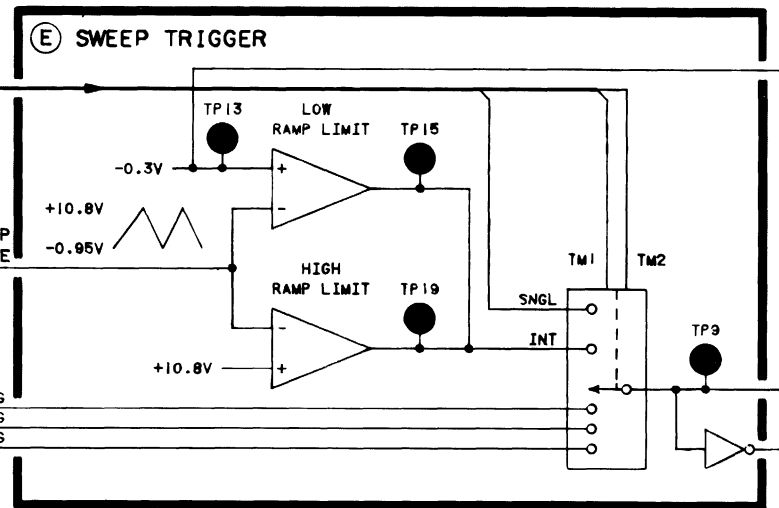 E SWEEP TRIGGER
TP13
LOW
RAMP LIMIT
TP15
-0.3V
+
-
+10.8V
-0.95V
P
E
HIGH
RAMP LIMIT
TP19
-
+
+10.8V
TM1
TM2
SNGL
INT
TP9
S
S
S